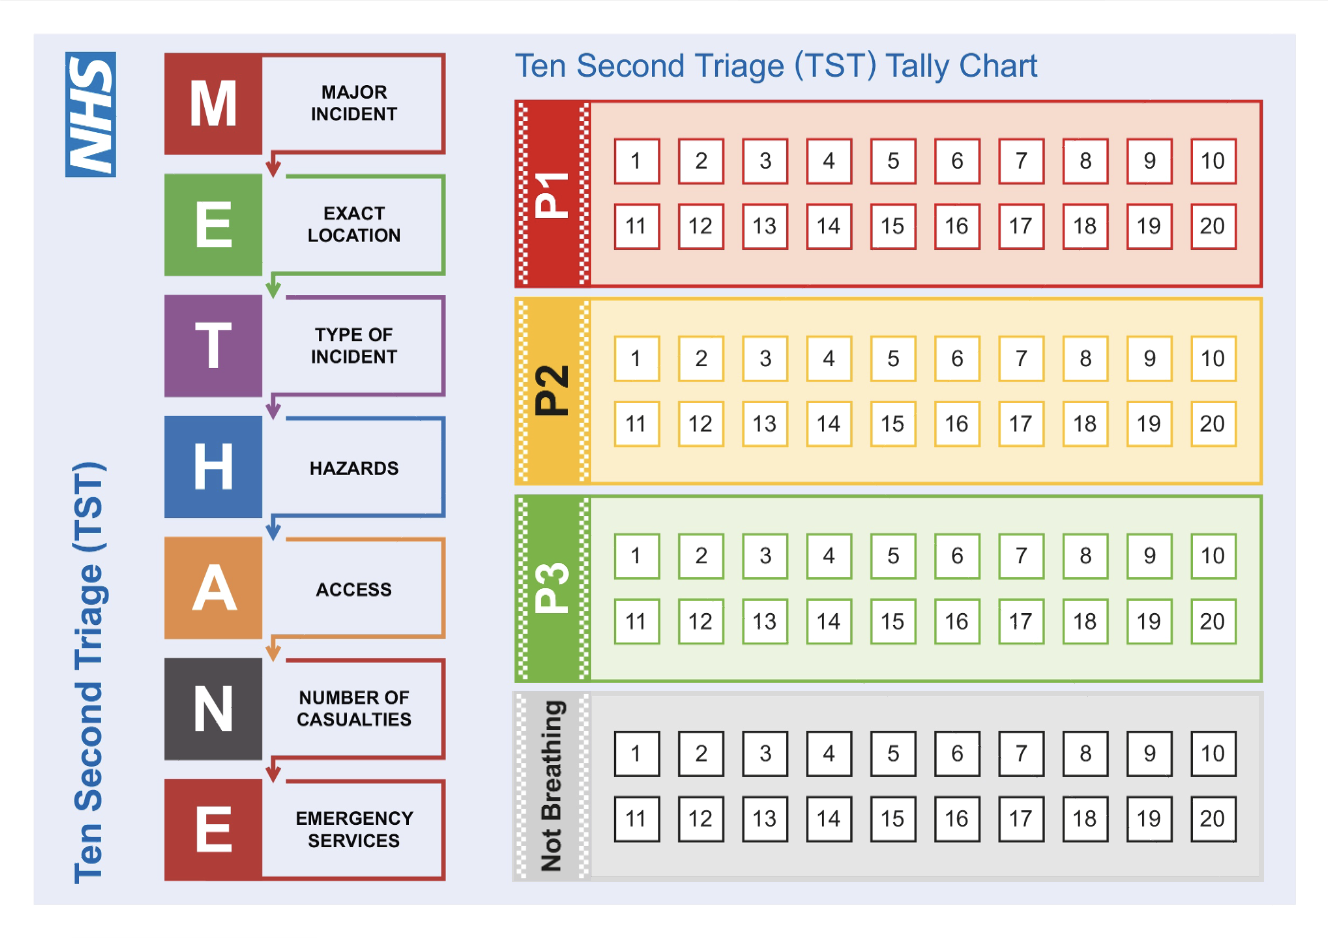 NHS
Ten Second Triage (TST)
M
MAJOR
INCIDENT
E
EXACT
LOCATION
T
TYPE OF
INCIDENT
H
HAZARDS
A
ACCESS
N
NUMBER OF
CASUALTIES
E
EMERGENCY
SERVICES
Ten Second Triage (TST) Tally Chart
P1
1 2 3 4 5 6 7 8 9 10
11 12 13 14 15 16 17 18 19 20
P2
1 2 3 4 5 6 7 8 9 10
11 12 13 14 15 16 17 18 19 20
P3
1 2 3 4 5 6 7 8 9 10
11 12 13 14 15 16 17 18 19 20
Not Breathing
1 2 3 4 5 6 7 8 9 10
11 12 13 14 15 16 17 18 19 20